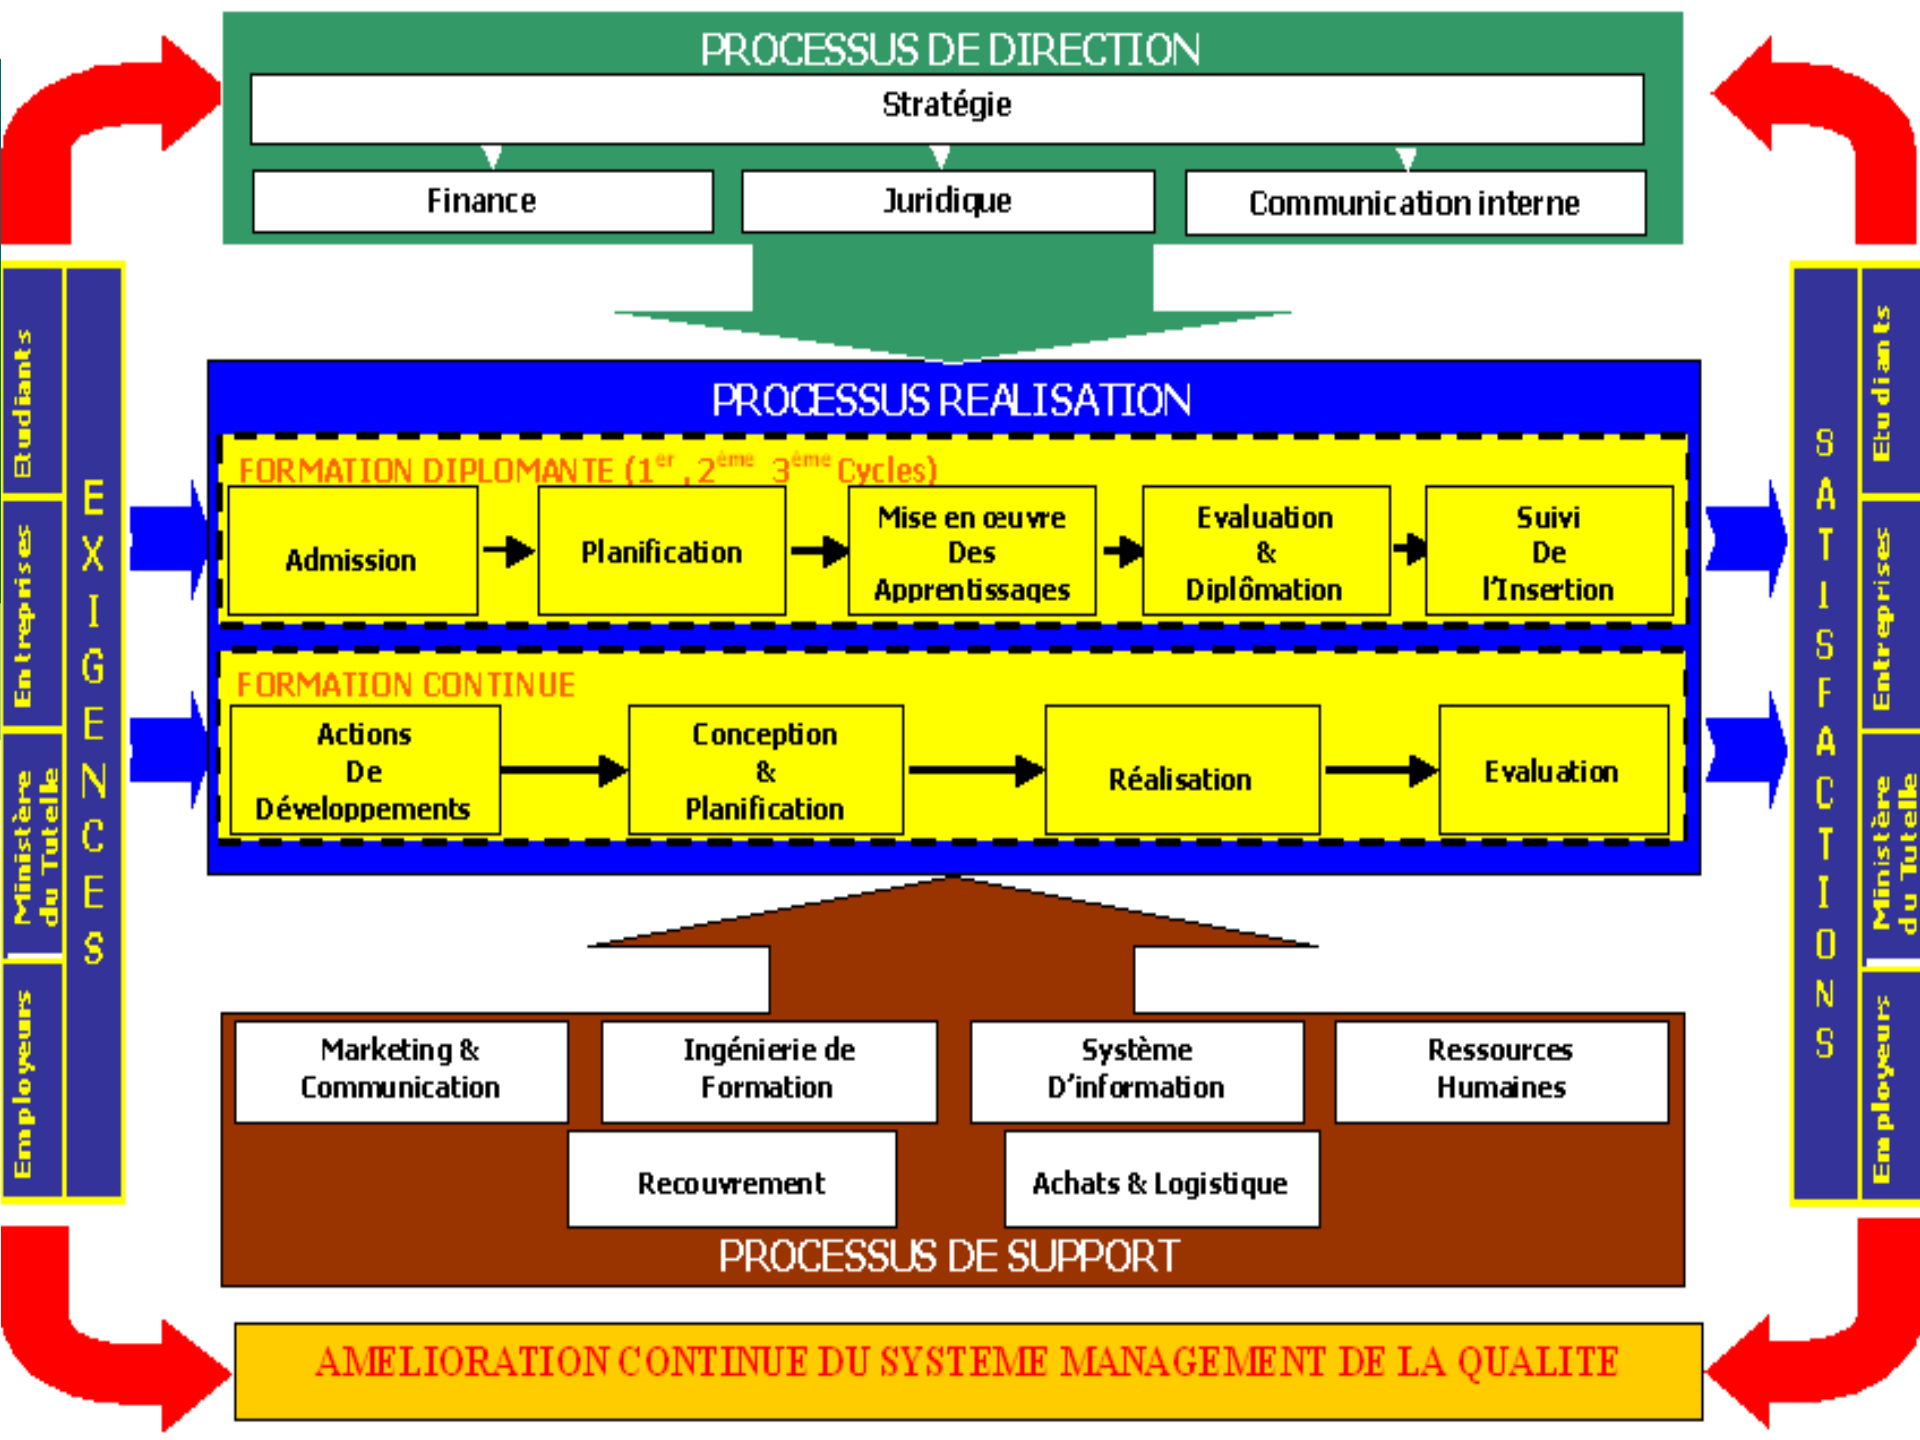 PROCESSUS DE DIRECTION
Stratégie
Finance
Juridique
Communication interne
Etudiants
Entreprises
Ministère
du Tutelle
Employeurs
EXIGENCES
PROCESSUS REALISATION
FORMATION DIPLOMANTE (1er , 2ème 3ème Cycles)
Admission
Planification
Mise en œuvre
Des
Apprentissages
Evaluation
&
Diplômation
Suivi
De
l'Insertion
FORMATION CONTINUE
Actions
De
Développements
Conception
&
Planification
Réalisation
Evaluation
SATISFACTIONS
Etudiants
Entreprises
Ministère
du Tutelle
Employeurs
Marketing &
Communication
Ingénierie de
Formation
Système
D'information
Ressources
Humaines
Recouvrement
Achats & Logistique
PROCESSUS DE SUPPORT
AMELIORATION CONTINUE DU SYSTEME MANAGEMENT DE LA QUALITE